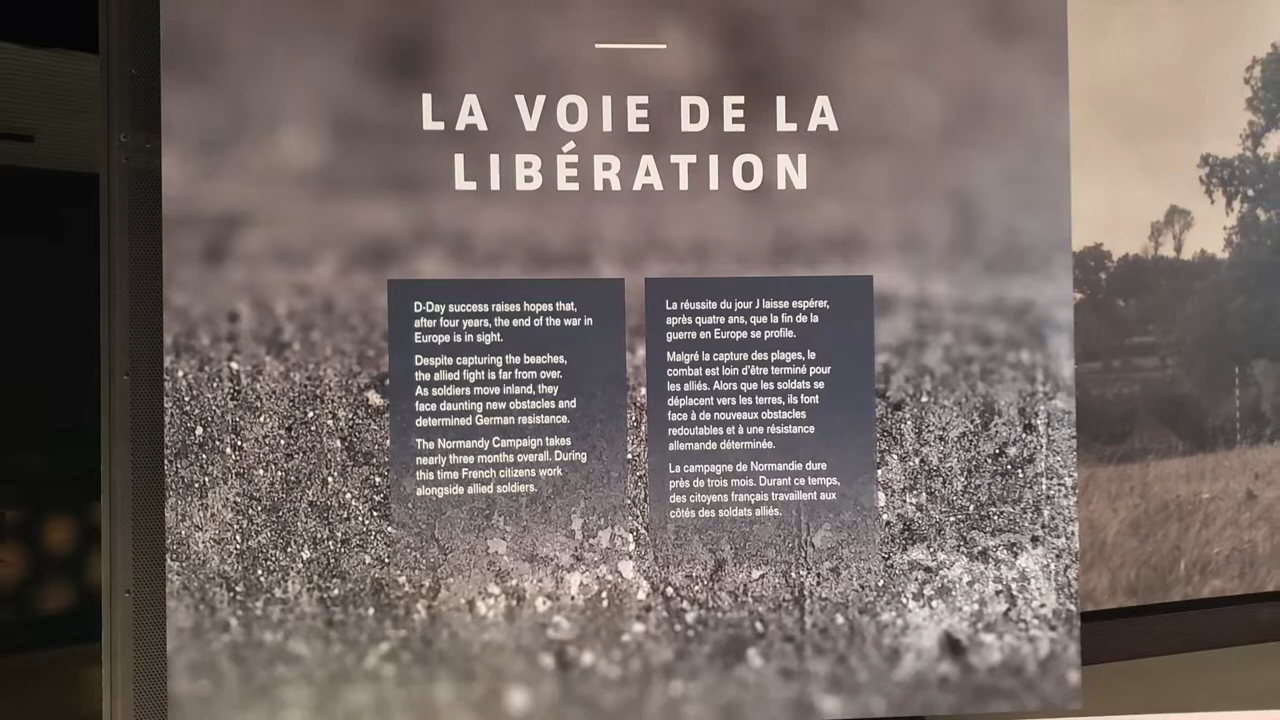 LA VOIE DE LA
LIBÉRATION
D-Day success raises hopes that,
after four years, the end of the war in
Europe is in sight.
Despite capturing the beaches,
the allied fight is far from over.
As soldiers move inland, they
face daunting new obstacles and
determined German resistance.
The Normandy Campaign takes
nearly three months overall. During
this time French citizens work
alongside allied soldiers.
La réussite du jour J laisse espérer,
après quatre ans, que la fin de la
guerre en Europe se profile.
Malgré la capture des plages, le
combat est loin d'être terminé pour
les alliés. Alors que les soldats se
déplacent vers les terres, ils font
face à de nouveaux obstacles
redoutables et à une résistance
allemande déterminée.
La campagne de Normandie dure
près de trois mois. Durant ce temps,
des citoyens français travaillent aux
côtés des soldats alliés.